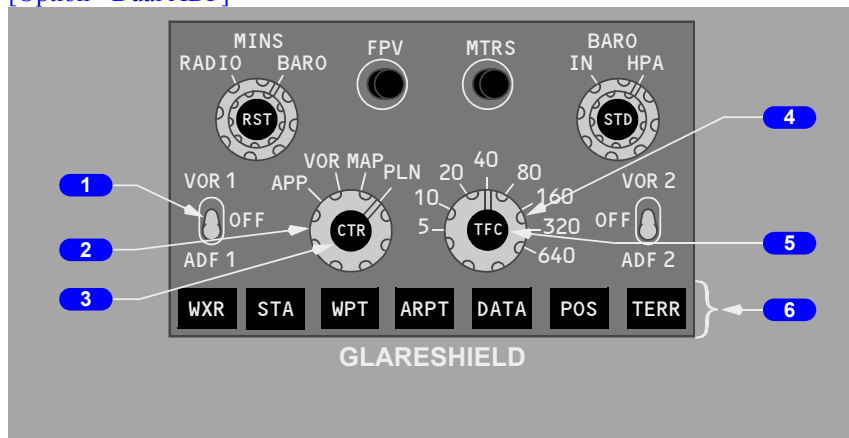 [Option - Dual ADF]
MINS
BARO
RADIO BARO
FPV
MTRS
IN HPA
RST
STD
4
1
VOR 1
OFF
ADF 1
APP VOR MAP PLN
CTR
5 10 20 40 80 160 320 640
TFC
VOR 2
OFF
ADF 2
2
3
5
6
WXR STA WPT ARPT DATA POS TERR
GLARESHIELD